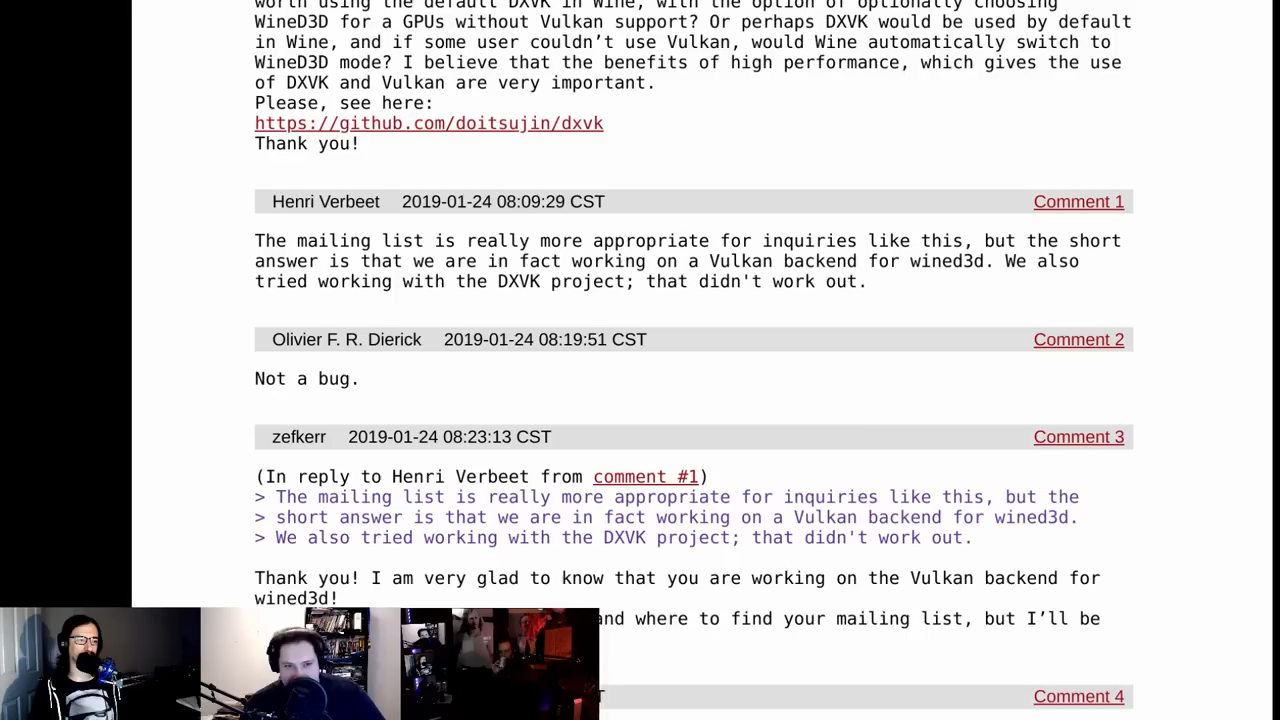 worth using the default DXVK in Wine, with the option of optionally choosing
WineD3D for a GPUs without Vulkan support? Or perhaps DXVK would be used by default
in Wine, and if some user couldn’t use Vulkan, would Wine automatically switch to
WineD3D mode? I believe that the benefits of high performance, which gives the use
of DXVK and Vulkan are very important.
Please, see here:
https://github.com/doitsujin/dxvk
Thank you!
Henri Verbeet 2019-01-24 08:09:29 CST Comment 1
The mailing list is really more appropriate for inquiries like this, but the short
answer is that we are in fact working on a Vulkan backend for wined3d. We also
tried working with the DXVK project; that didn't work out.
Olivier F. R. Dierick 2019-01-24 08:19:51 CST Comment 2
Not a bug.
zefkerr 2019-01-24 08:23:13 CST Comment 3
(In reply to Henri Verbeet from comment #1)
> The mailing list is really more appropriate for inquiries like this, but the
> short answer is that we are in fact working on a Vulkan backend for wined3d.
> We also tried working with the DXVK project; that didn't work out.
Thank you! I am very glad to know that you are working on the Vulkan backend for
wined3d!
and where to find your mailing list, but I’ll be
Comment 4